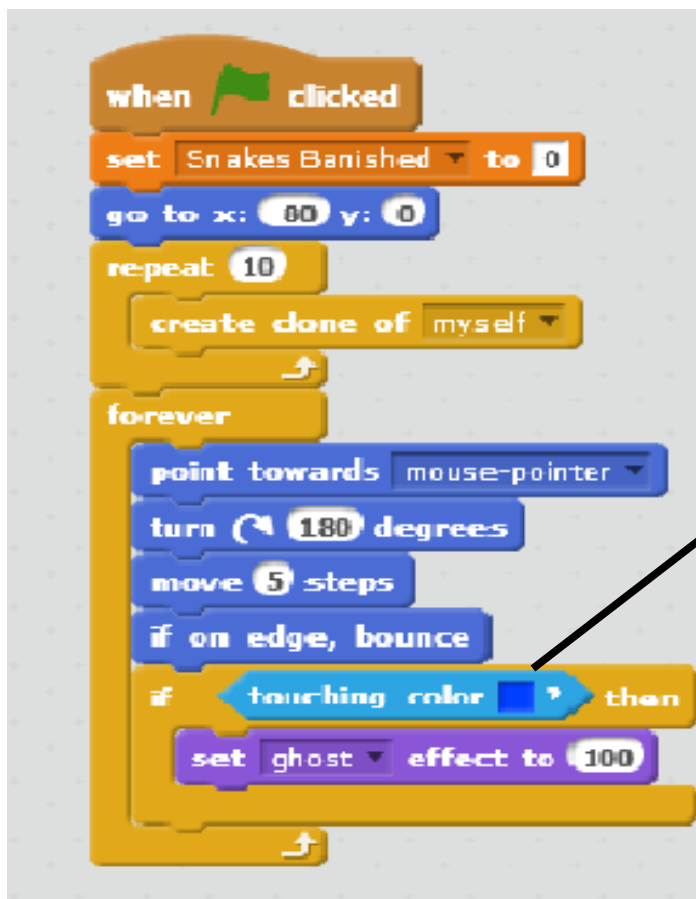 when clicked
set Snakes Banished to 0
go to x: 80 y: 0
repeat 10
create clone of myself
forever
point towards mouse-pointer
turn 180 degrees
move 5 steps
if on edge, bounce
if touching color ? then
set ghost effect to 100